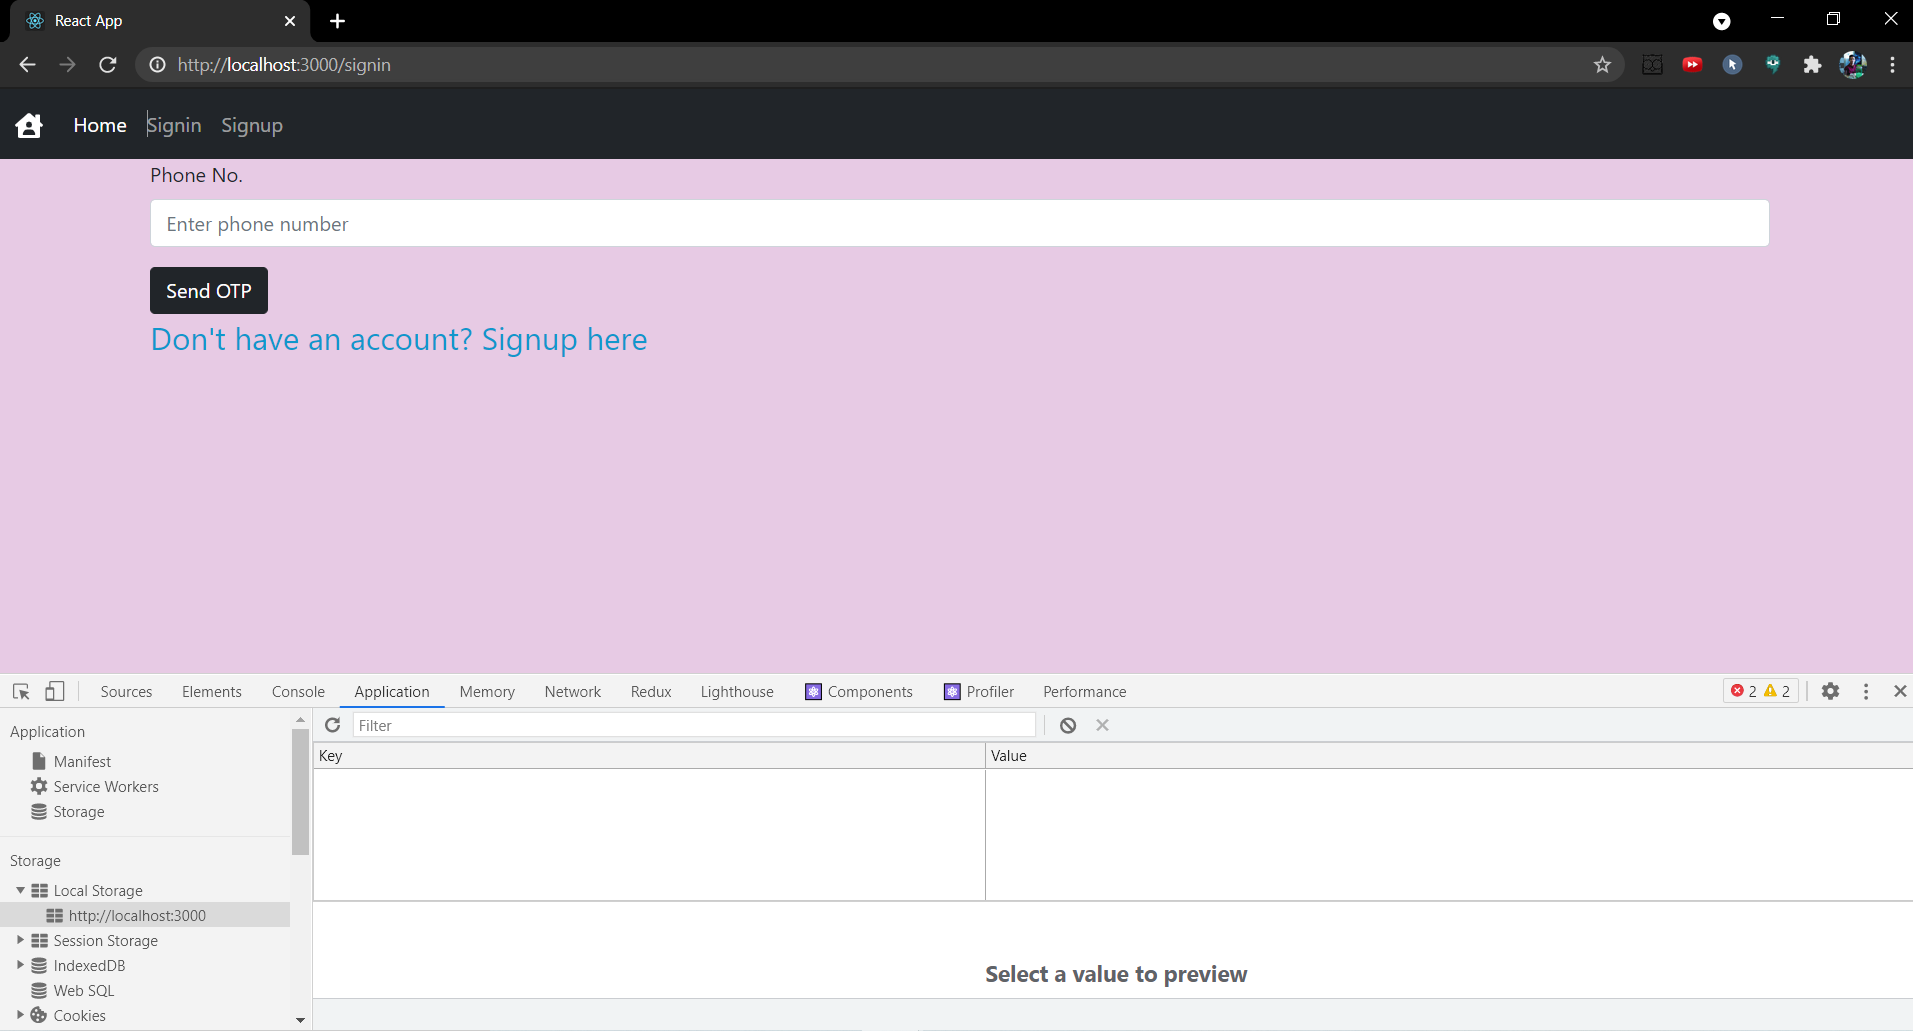 React App
http://localhost:3000/signin
Home Signin Signup
Phone No.
Enter phone number
Send OTP
Don't have an account? Signup here
Sources Elements Console Application Memory Network Redux Lighthouse Components Profiler Performance 2 2
Application
Filter
Key Value
Manifest
Service Workers
Storage
Storage
Local Storage
http://localhost:3000
Session Storage
IndexedDB
Web SQL
Cookies
Select a value to preview